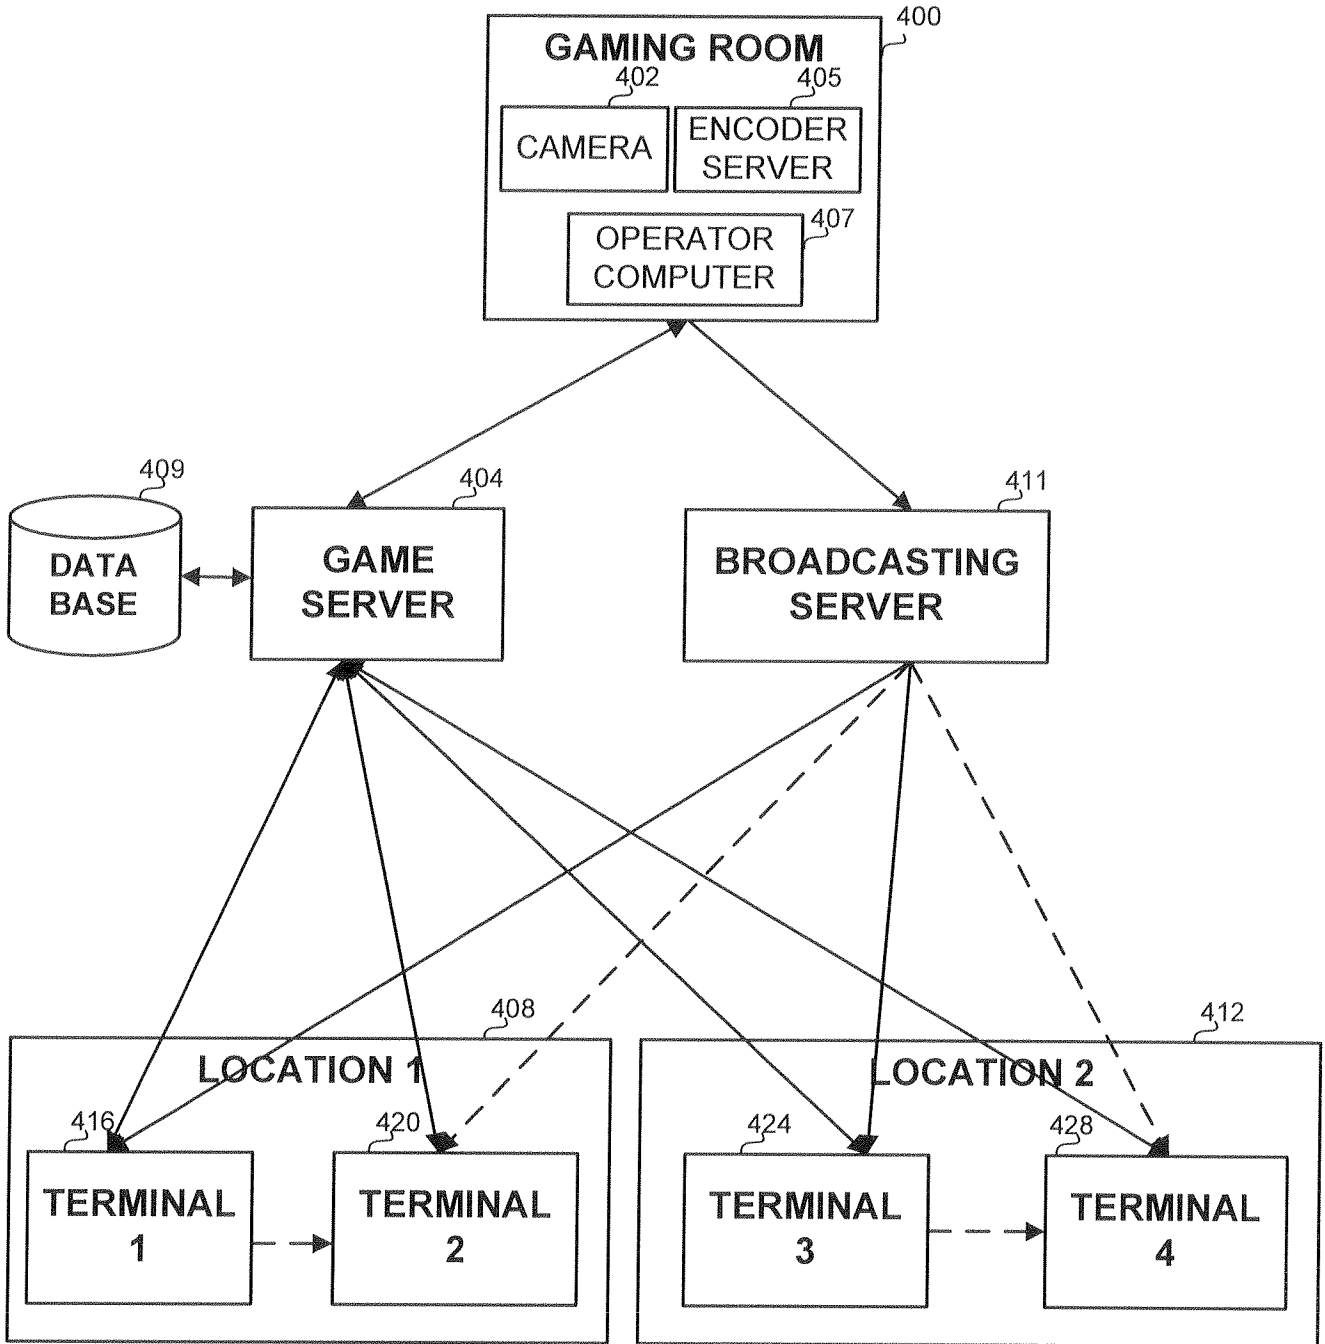 400
GAMING ROOM
402
405
CAMERA
ENCODER
SERVER
407
OPERATOR
COMPUTER
409
404
411
DATA
BASE
GAME
SERVER
BROADCASTING
SERVER
408
412
LOCATION 1
LOCATION 2
416
420
424
428
TERMINAL
1
TERMINAL
2
TERMINAL
3
TERMINAL
4